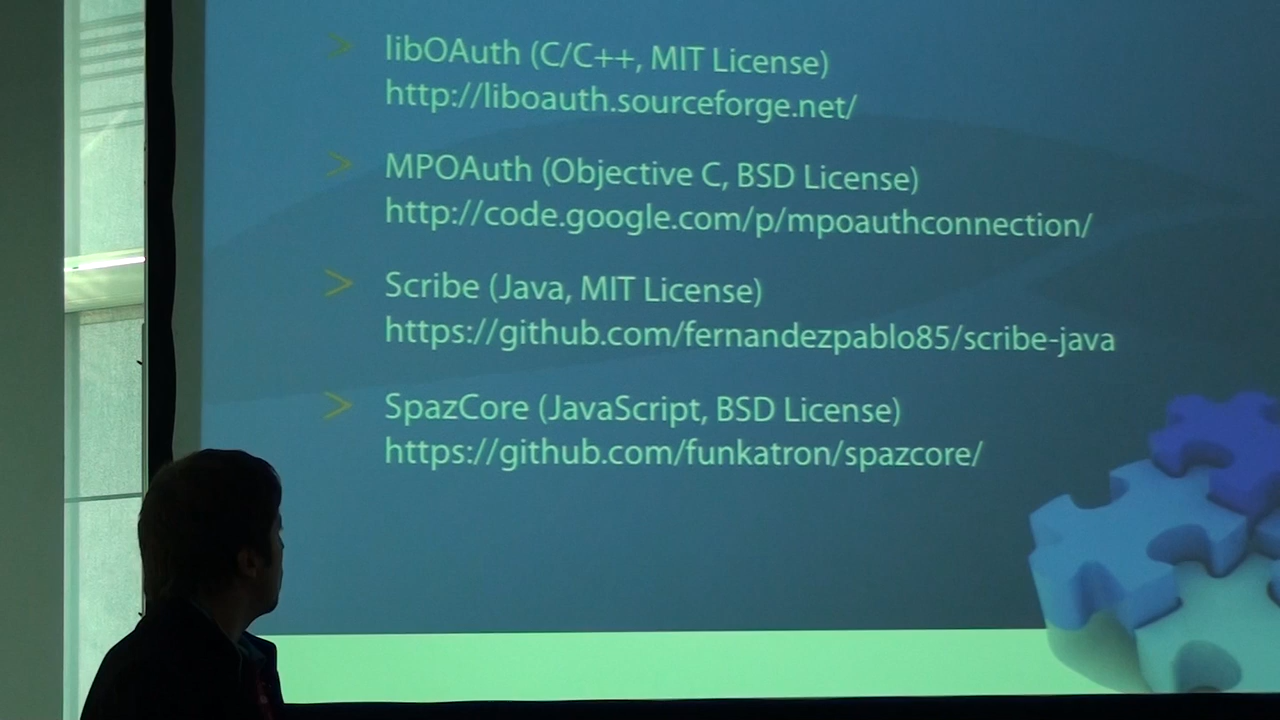 > libOAuth (C/C++, MIT License)
http://liboauth.sourceforge.net/
> MPOAuth (Objective C, BSD License)
http://code.google.com/p/mpoauthconnection/
> Scribe (Java, MIT License)
https://github.com/fernandezpablo85/scribe-java
> SpazCore (JavaScript, BSD License)
https://github.com/funkatron/spazcore/